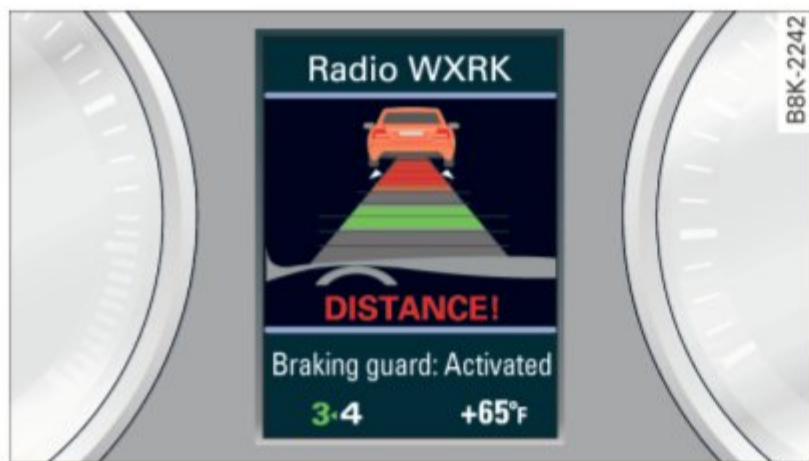 Radio WXRK
DISTANCE!
Braking guard: Activated
3◂4 +65°F
B8K-2242